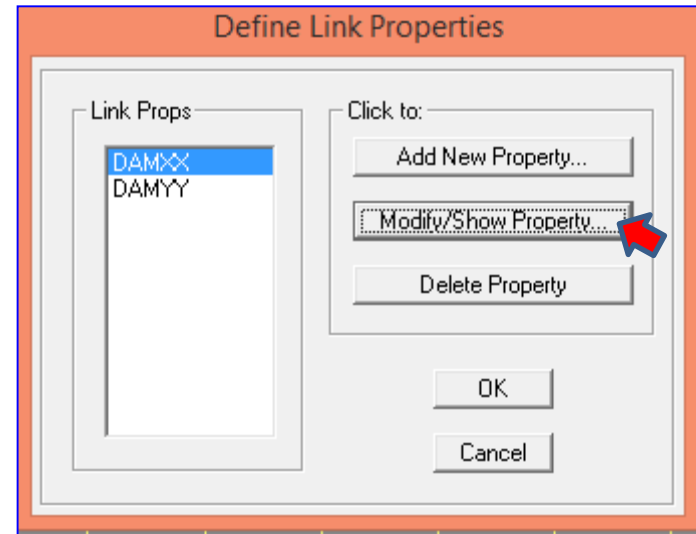 Define Link Properties
Link Props
DAMXX
DAMYY
Click to:
Add New Property...
Modify/Show Property...
Delete Property
OK
Cancel